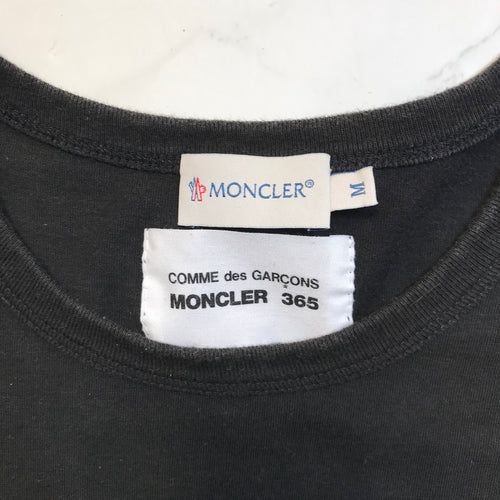 MONCLER®
M
COMME des GARÇONS
MONCLER 365